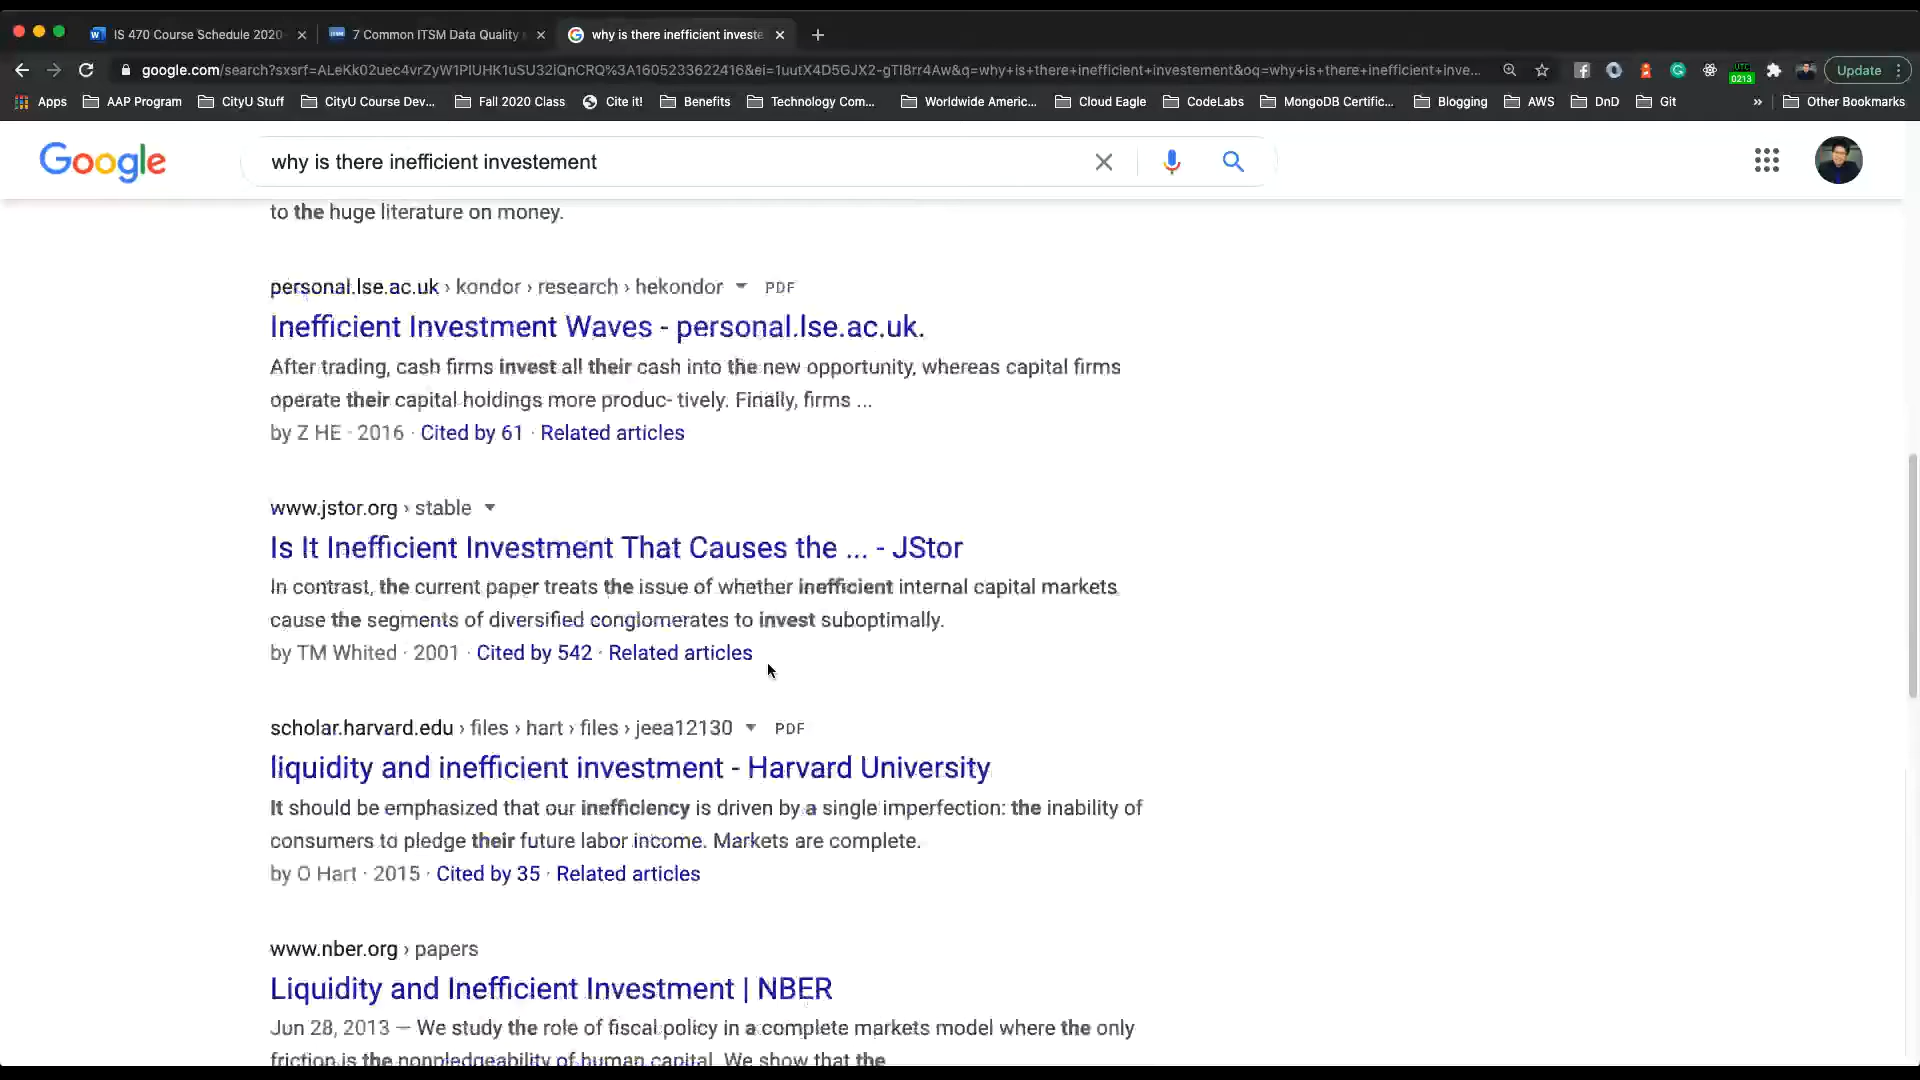 IS 470 Course Schedule 2020
7 Common ITSM Data Quality
why is there inefficient investe
google.com/search?sxsrf=ALeKk02uec4vrZyW1PIUHK1uSU32iQnCRQ%3A1605233622416&ei=1uutX4D5GJX2-gTI8rr4Aw&q=why+is+there+inefficient+investement&oq=why+is+there+inefficient+inve...
UTC
0213
Update
Apps
AAP Program
CityU Stuff
CityU Course Dev...
Fall 2020 Class
Cite it!
Benefits
Technology Com...
Worldwide Americ...
Cloud Eagle
CodeLabs
MongoDB Certific...
Blogging
AWS
DnD
Git
»
Other Bookmarks
Google
why is there inefficient investement
to the huge literature on money.
personal.lse.ac.uk › kondor › research › hekondor PDF
Inefficient Investment Waves - personal.lse.ac.uk.
After trading, cash firms invest all their cash into the new opportunity, whereas capital firms
operate their capital holdings more produc- tively. Finally, firms ...
by Z HE · 2016 · Cited by 61 · Related articles
www.jstor.org › stable
Is It Inefficient Investment That Causes the ... - JStor
In contrast, the current paper treats the issue of whether inefficient internal capital markets
cause the segments of diversified conglomerates to invest suboptimally.
by TM Whited · 2001 · Cited by 542 · Related articles
scholar.harvard.edu › files › hart › files › jeea12130 PDF
liquidity and inefficient investment - Harvard University
It should be emphasized that our inefficiency is driven by a single imperfection: the inability of
consumers to pledge their future labor income. Markets are complete.
by O Hart · 2015 · Cited by 35 · Related articles
www.nber.org › papers
Liquidity and Inefficient Investment | NBER
Jun 28, 2013 — We study the role of fiscal policy in a complete markets model where the only
friction is the nonpledgeability of human capital. We show that the